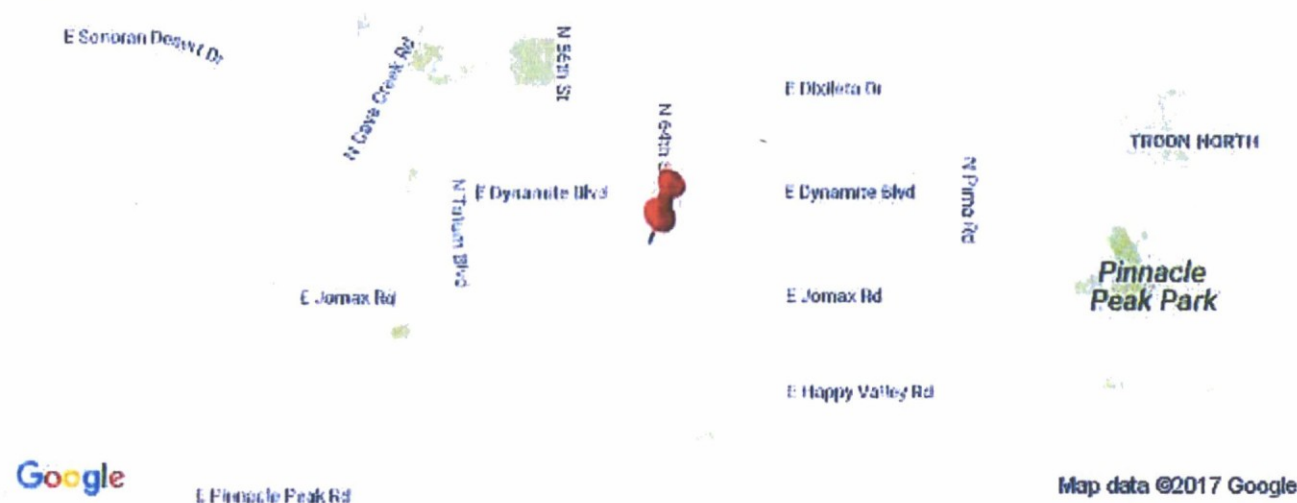 E Sonoran Desert Dr
N Cave Creek Rd
N 56th St
E Dixileta Dr
N 64th S
TROON NORTH
E Dynamite Blvd
E Dynamite Blvd
N Tatum Blvd
N Pima Rd
E Jomax Rd
E Jomax Rd
Pinnacle
Peak Park
E Happy Valley Rd
Google
E Pinnacle Peak Rd
Map data ©2017 Google